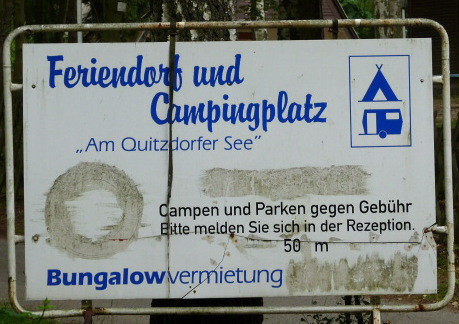 Feriendorf und
Campingplatz
„Am Quitzdorfer See”
Campen und Parken gegen Gebühr
Bitte melden Sie sich in der Rezeption.
50 m
Bungalowvermietung